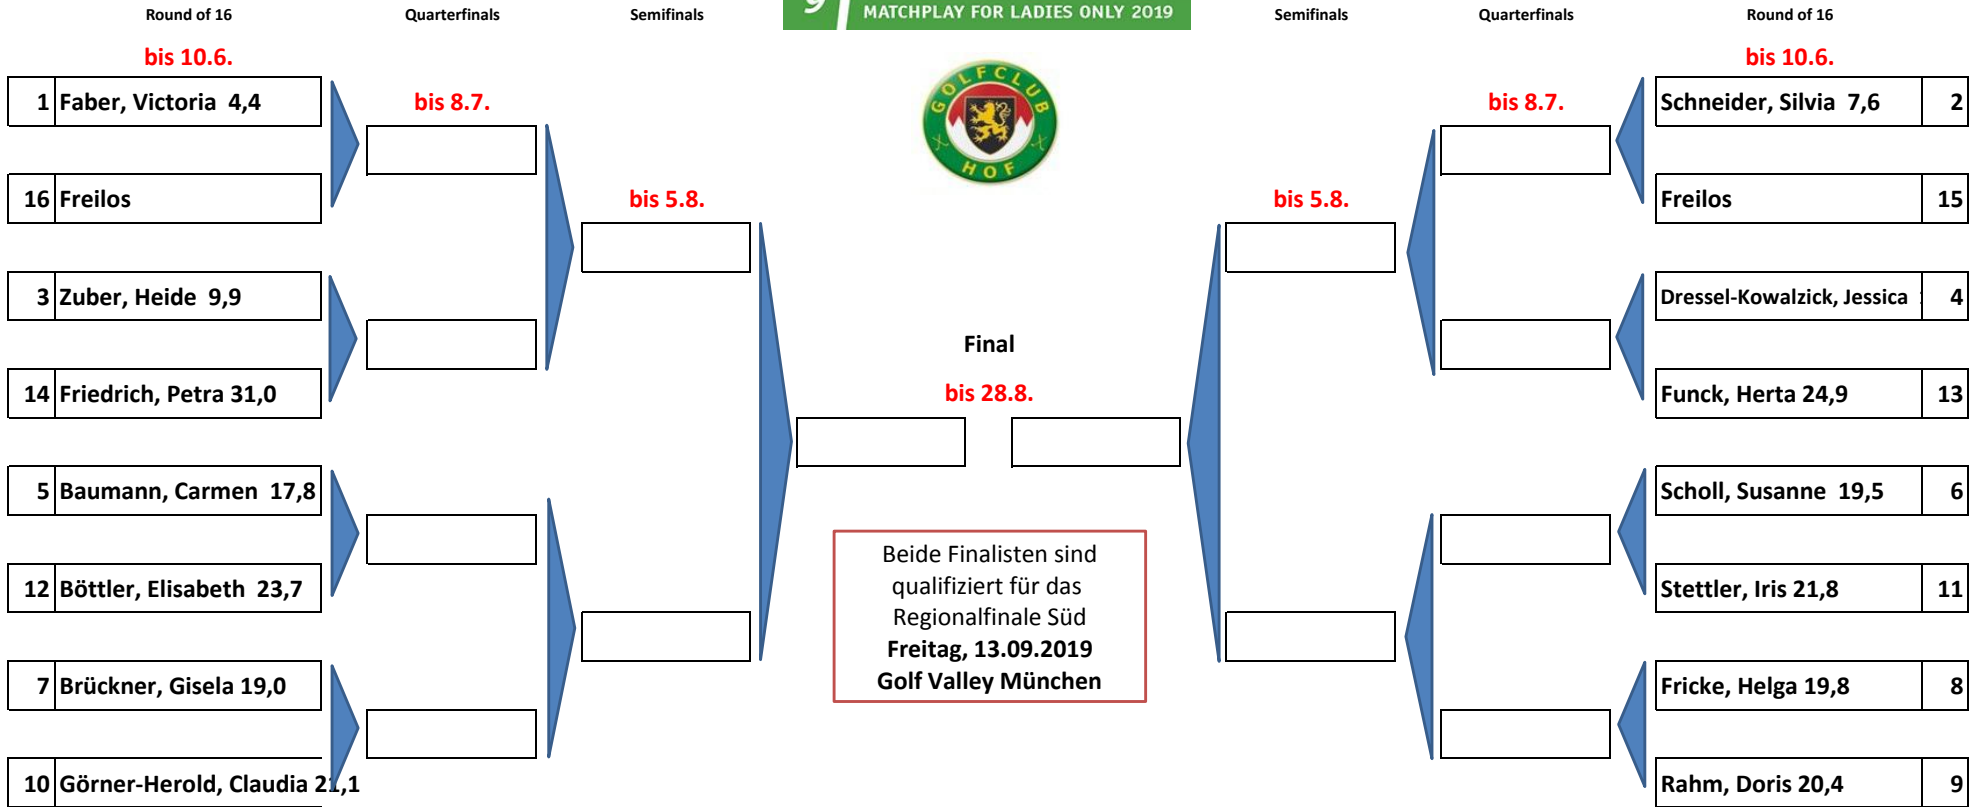 9 MATCHPLAY FOR LADIES ONLY 2019
Round of 16 Quarterfinals Semifinals Semifinals Quarterfinals Round of 16
bis 10.6. bis 10.6.
GOLFCLUB
HOF
1 Faber, Victoria 4,4 bis 8.7. bis 8.7. Schneider, Silvia 7,6 2
16 Freilos bis 5.8. bis 5.8. Freilos 15
3 Zuber, Heide 9,9 Dressel-Kowalzick, Jessica 4
Final
14 Friedrich, Petra 31,0 bis 28.8. Funck, Herta 24,9 13
5 Baumann, Carmen 17,8 Scholl, Susanne 19,5 6
Beide Finalisten sind
qualifiziert für das
12 Böttler, Elisabeth 23,7 Stettler, Iris 21,8 11
Regionalfinale Süd
Freitag, 13.09.2019
Golf Valley München
7 Brückner, Gisela 19,0 Fricke, Helga 19,8 8
10 Görner-Herold, Claudia 21,1 Rahm, Doris 20,4 9